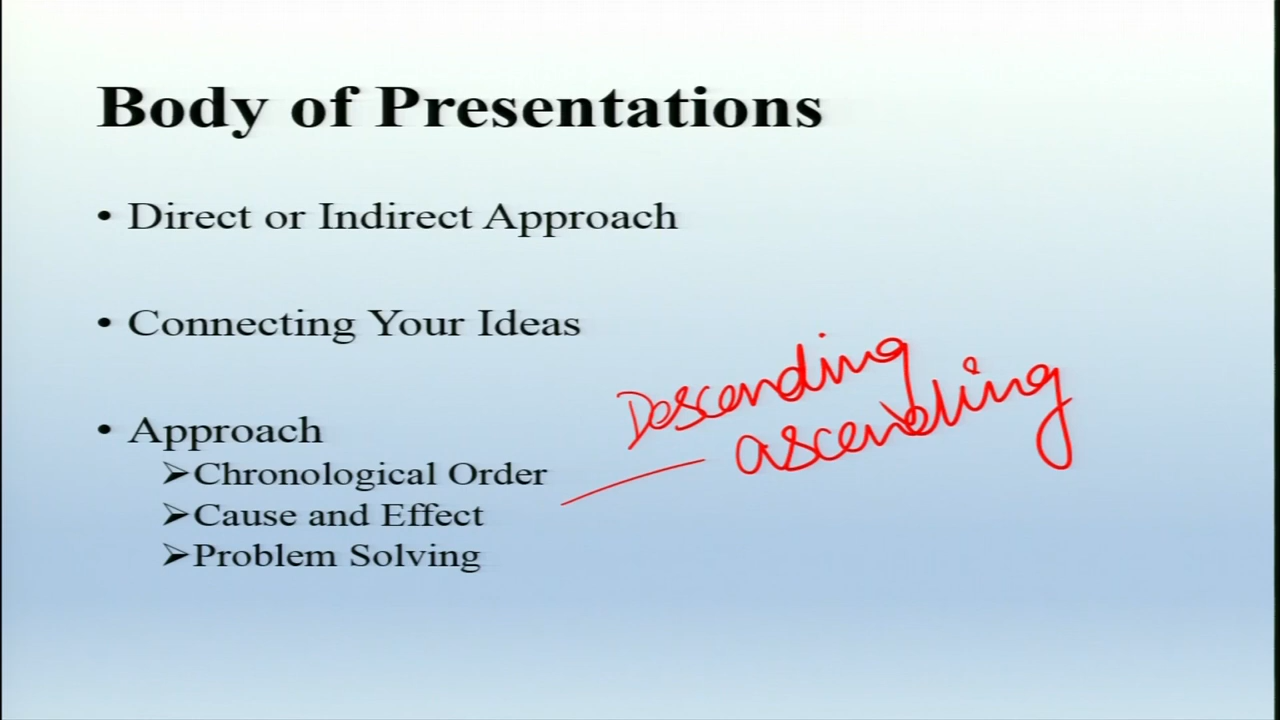 Body of Presentations
• Direct or Indirect Approach
• Connecting Your Ideas
• Approach
➢Chronological Order
➢Cause and Effect
➢Problem Solving
Descending
ascending